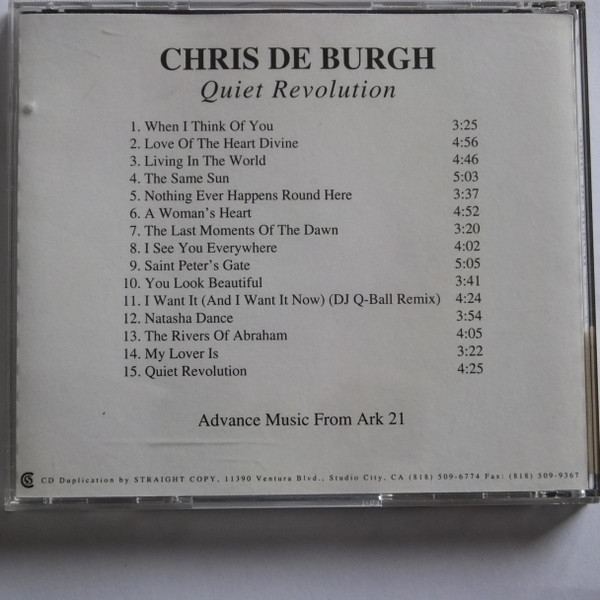 CHRIS DE BURGH
Quiet Revolution
1. When I Think Of You 3:25
2. Love Of The Heart Divine 4:56
3. Living In The World 4:46
4. The Same Sun 5:03
5. Nothing Ever Happens Round Here 3:37
6. A Woman's Heart 4:52
7. The Last Moments Of The Dawn 3:20
8. I See You Everywhere 4:02
9. Saint Peter's Gate 5:05
10. You Look Beautiful 3:41
11. I Want It (And I Want It Now) (DJ Q-Ball Remix) 4:24
12. Natasha Dance 3:54
13. The Rivers Of Abraham 4:05
14. My Lover Is 3:22
15. Quiet Revolution 4:25
Advance Music From Ark 21
CD Duplication by STRAIGHT COPY, 11390 Ventura Blvd., Studio City, CA (818) 509-6774 Fax: (818) 509-9367